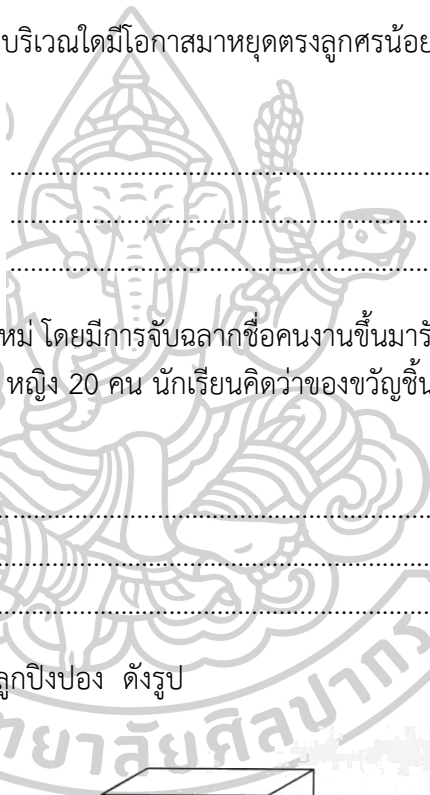 บริเวณใดมีโอกาสมาหยุดตรงลูกศรน้อย
................................................................
................................................................
................................................................
หม่ โดยมีการจับฉลากชื่อคนงานขึ้นมารั
หญิง 20 คน นักเรียนคิดว่าของขวัญชิ้น
................................................................
................................................................
................................................................
ลูกปิงปอง ดังรูป
ทยาลัยศิลปากร